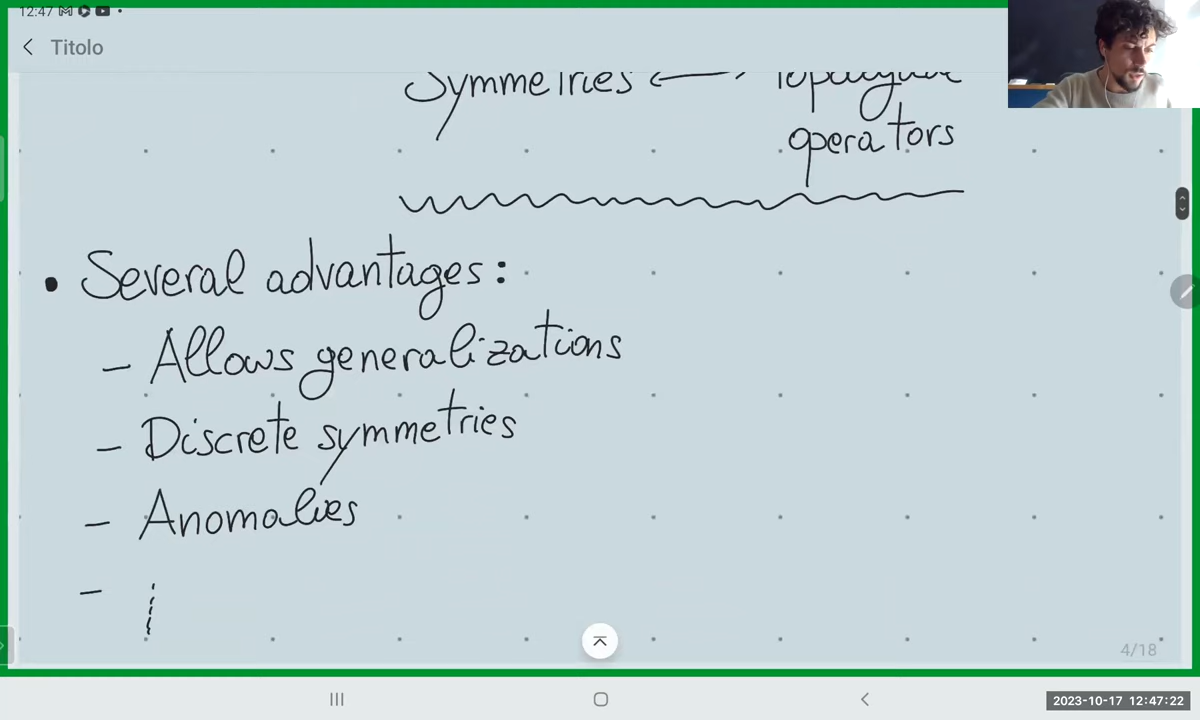 12:47
Titolo
Symmetries ⟵⟶ Topological
operators
• Several advantages:
– Allows generalizations
– Discrete symmetries
– Anomalies
–
4/18
2023-10-17 12:47:22